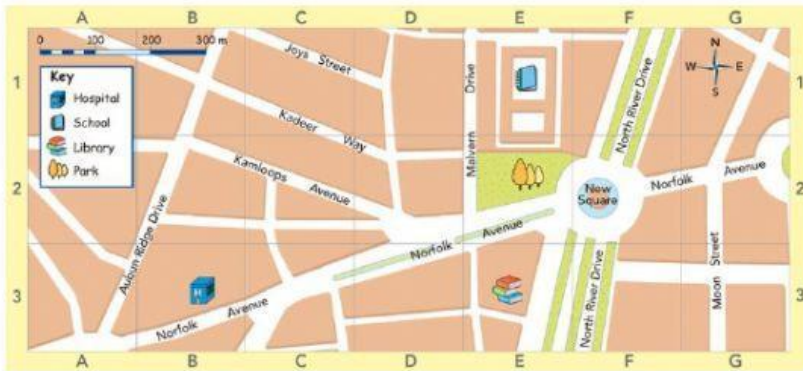 A B C D E F G
0 100 200 300 m
Key
Hospital
School
Library
Park
1
2
3
Joys Street
Kadeer Way
Kamloops Avenue
Auburn Ridge Drive
H
Norfolk Avenue
Norfolk Avenue
Malvern Drive
North River Drive
New
Square
Norfolk Avenue
North River Drive
Moon Street
N
W E
S
1
2
3
A B C D E F G